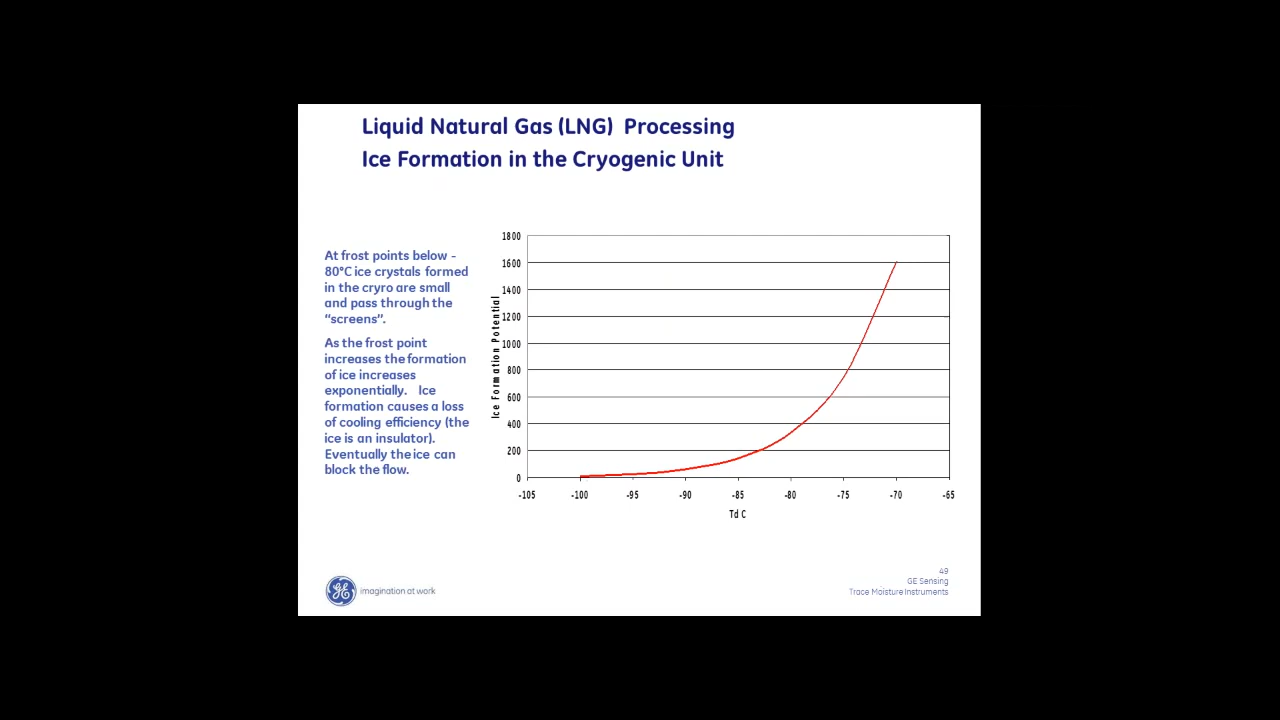 Liquid Natural Gas (LNG) Processing
Ice Formation in the Cryogenic Unit
At frost points below -
80°C ice crystals formed
in the cryo are small
and pass through the
"screens".
As the frost point
increases the formation
of ice increases
exponentially. Ice
formation causes a loss
of cooling efficiency (the
ice is an insulator).
Eventually the ice can
block the flow.
Ice Formation Potential
1800
1600
1400
1200
1000
800
600
400
200
0
-105 -100 -95 -90 -85 -80 -75 -70 -65
Td C
GE imagination at work
49
GE Sensing
Trace Moisture Instruments